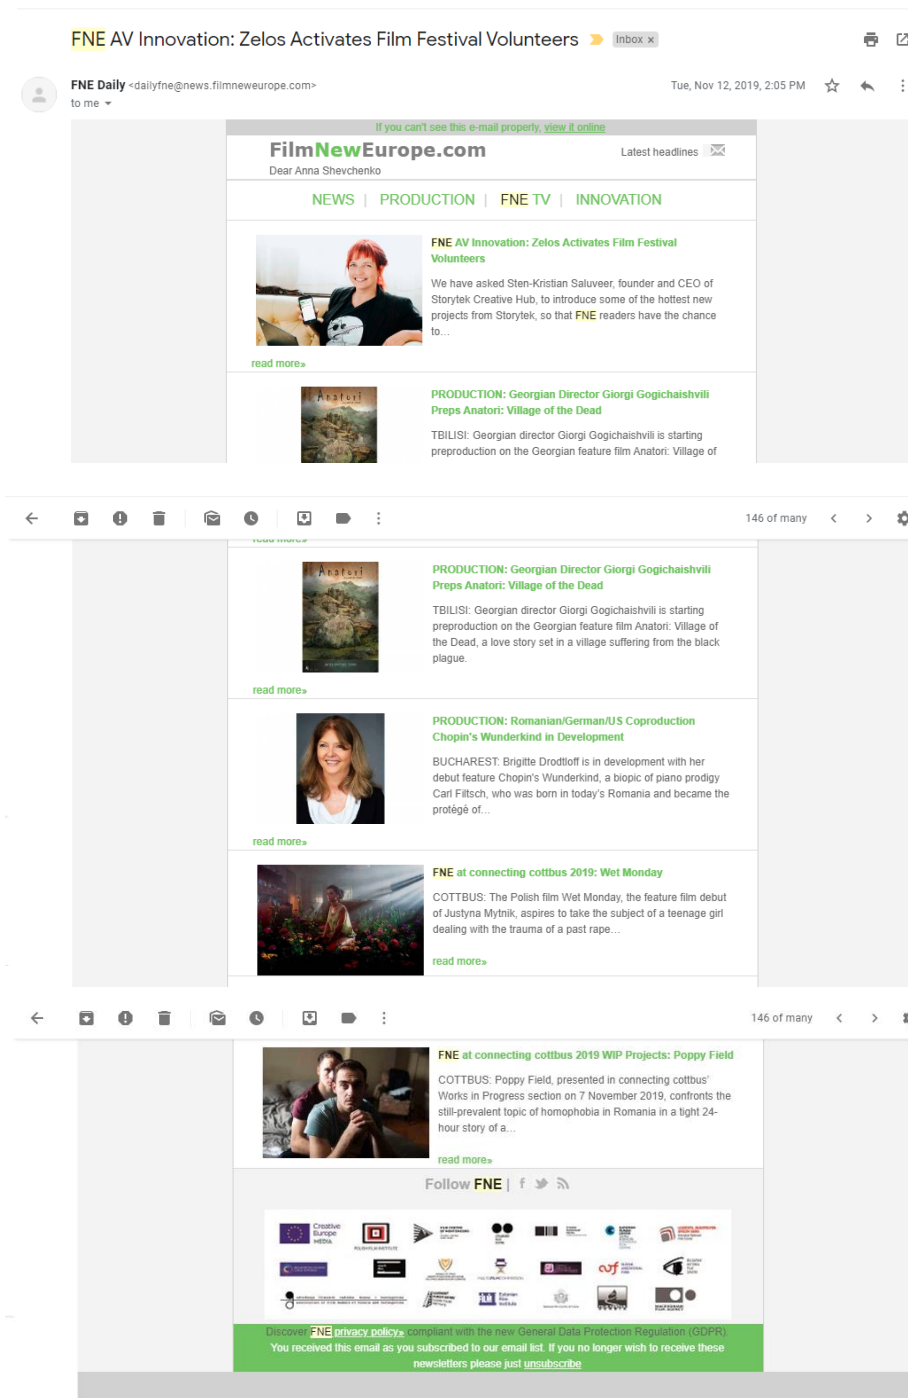 FNE AV Innovation: Zelos Activates Film Festival Volunteers Inbox x
FNE Daily <dailyfne@news.filmneweurope.com> Tue, Nov 12, 2019, 2:05 PM
to me
If you can't see this e-mail properly, view it online
FilmNewEurope.com
Latest headlines
Dear Anna Shevchenko
NEWS | PRODUCTION | FNE TV | INNOVATION
FNE AV Innovation: Zelos Activates Film Festival
Volunteers
We have asked Sten-Kristian Saluveer, founder and CEO of
Storytek Creative Hub, to introduce some of the hottest new
projects from Storytek, so that FNE readers have the chance
to...
read more»
Anatori
PRODUCTION: Georgian Director Giorgi Gogichaishvili
Preps Anatori: Village of the Dead
TBILISI: Georgian director Giorgi Gogichaishvili is starting
preproduction on the Georgian feature film Anatori: Village of
146 of many
read more»
Anatori
PRODUCTION: Georgian Director Giorgi Gogichaishvili
Preps Anatori: Village of the Dead
TBILISI: Georgian director Giorgi Gogichaishvili is starting
preproduction on the Georgian feature film Anatori: Village of
the Dead, a love story set in a village suffering from the black
plague.
read more»
PRODUCTION: Romanian/German/US Coproduction
Chopin's Wunderkind in Development
BUCHAREST: Brigitte Drodtloff is in development with her
debut feature Chopin's Wunderkind, a biopic of piano prodigy
Carl Filtsch, who was born in today's Romania and became the
protégé of...
read more»
FNE at connecting cottbus 2019: Wet Monday
COTTBUS: The Polish film Wet Monday, the feature film debut
of Justyna Mytnik, aspires to take the subject of a teenage girl
dealing with the trauma of a past rape...
read more»
146 of many
FNE at connecting cottbus 2019 WIP Projects: Poppy Field
COTTBUS: Poppy Field, presented in connecting cottbus'
Works in Progress section on 7 November 2019, confronts the
still-prevalent topic of homophobia in Romania in a tight 24-
hour story of a...
read more»
Follow FNE |
Creative
Europe
MEDIA
POLISH FILM INSTITUTE
Estonian
Film
Institute
Discover FNE privacy policy» compliant with the new General Data Protection Regulation (GDPR).
You received this email as you subscribed to our email list. If you no longer wish to receive these
newsletters please just unsubscribe